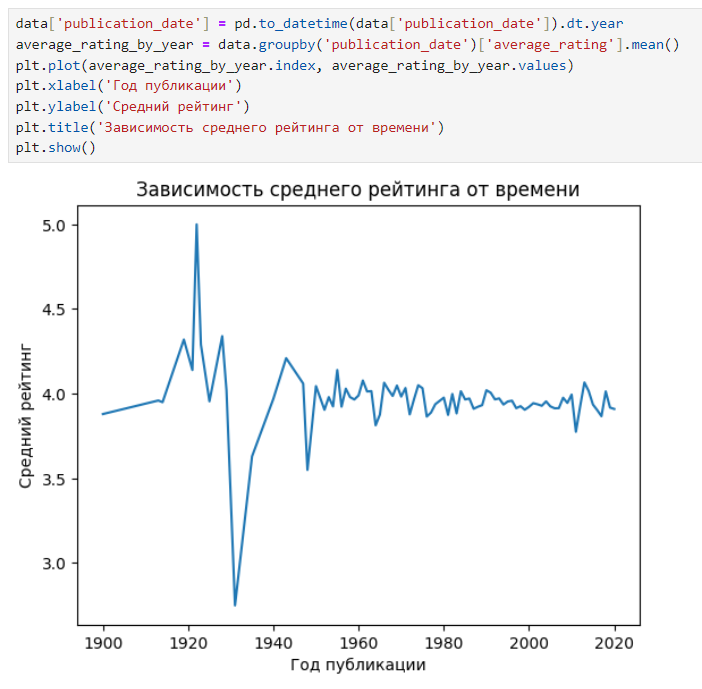 data['publication_date'] = pd.to_datetime(data['publication_date']).dt.year
average_rating_by_year = data.groupby('publication_date')['average_rating'].mean()
plt.plot(average_rating_by_year.index, average_rating_by_year.values)
plt.xlabel('Год публикации')
plt.ylabel('Средний рейтинг')
plt.title('Зависимость среднего рейтинга от времени')
plt.show()
Зависимость среднего рейтинга от времени
5.0
4.5
4.0
3.5
3.0
Средний рейтинг
1900 1920 1940 1960 1980 2000 2020
Год публикации